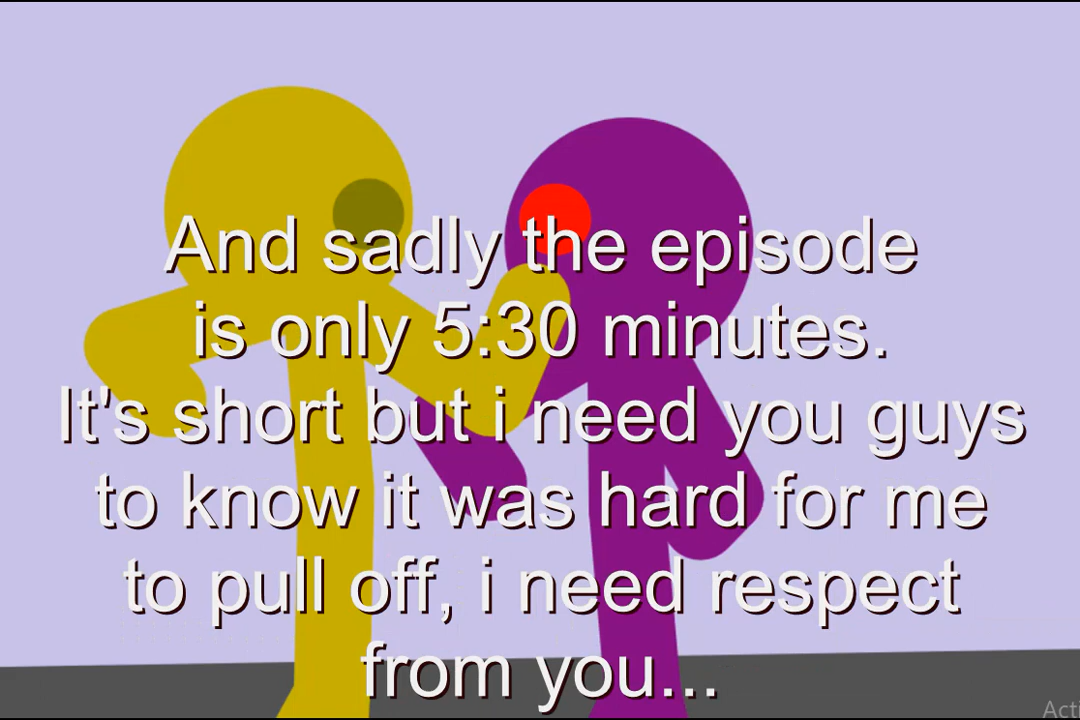 And sadly the episode
is only 5:30 minutes.
It's short but i need you guys
to know it was hard for me
to pull off, i need respect
from you...